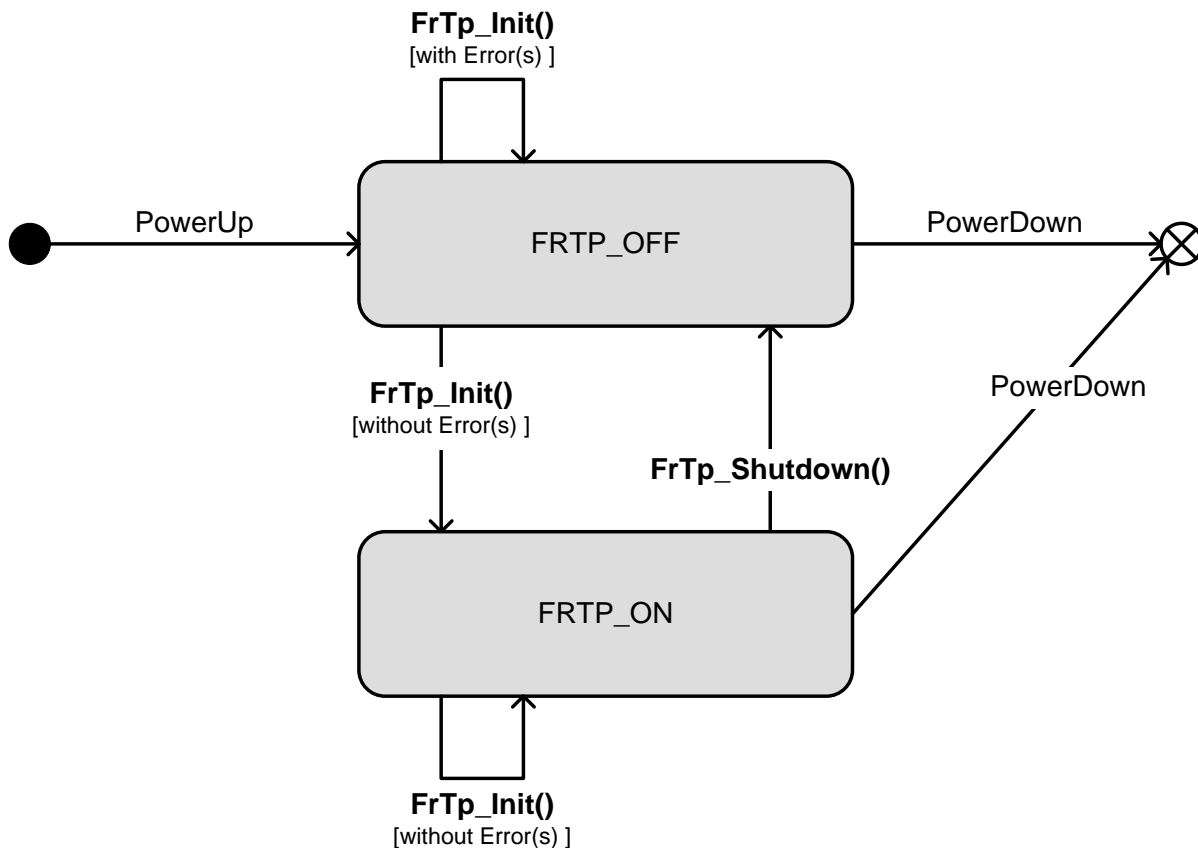 FrTp_Init()
[with Error(s) ]
PowerUp
FRTP_OFF
PowerDown
FrTp_Init()
[without Error(s) ]
PowerDown
FrTp_Shutdown()
FRTP_ON
FrTp_Init()
[without Error(s) ]